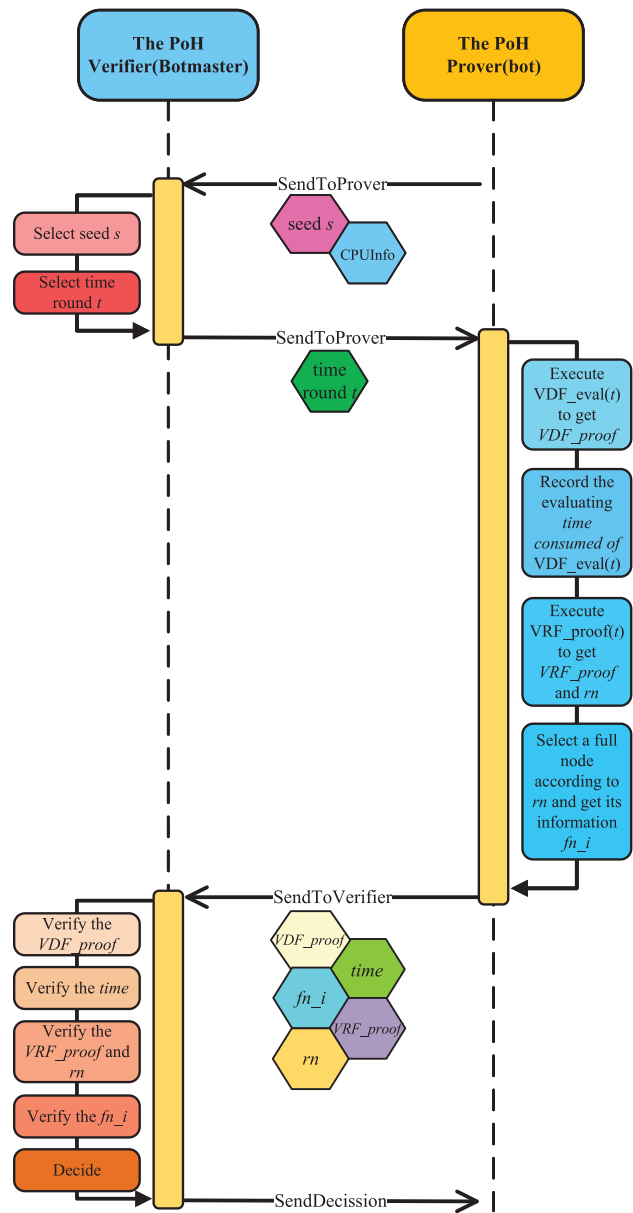 The PoH
Verifier(Botmaster)
The PoH
Prover(bot)
SendToProver
seed s
CPUInfo
Select seed s
Select time
round t
SendToProver
time
round t
Execute
VDF_eval(t)
to get
VDF_proof
Record the
evaluating
time
consumed of
VDF_eval(t)
Execute
VRF_proof(t)
to get
VRF_proof
and rn
Select a full
node
according to
rn and get its
information
fn_i
SendToVerifier
VDF_proof
time
fn_i
VRF_proof
rn
Verify the
VDF_proof
Verify the time
Verify the
VRF_proof and
rn
Verify the fn_i
Decide
SendDecission